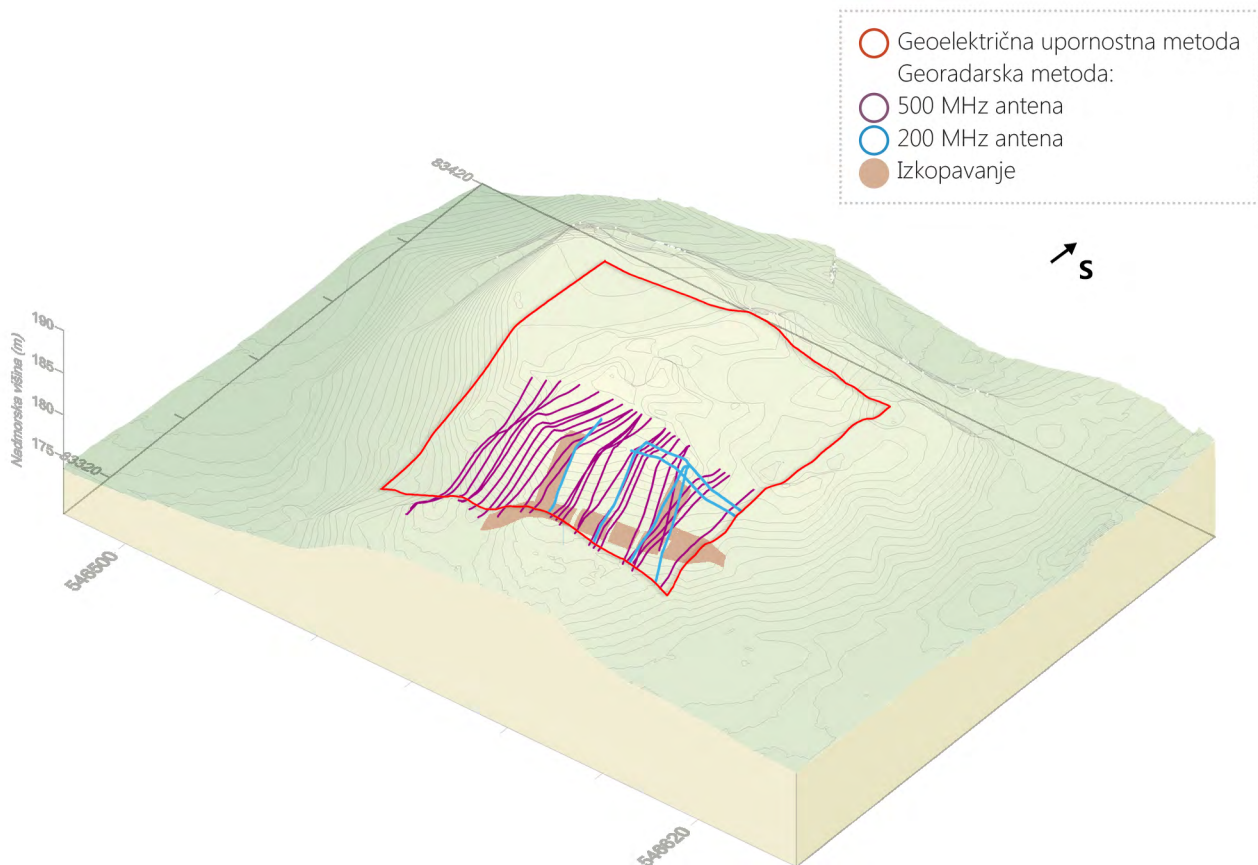 Geoelektrična upornostna metoda
Georadarska metoda:
500 MHz antena
200 MHz antena
Izkopavanje
S
83420
Nadmorska višina (m)
190
185
180
175
83320
546500
546620